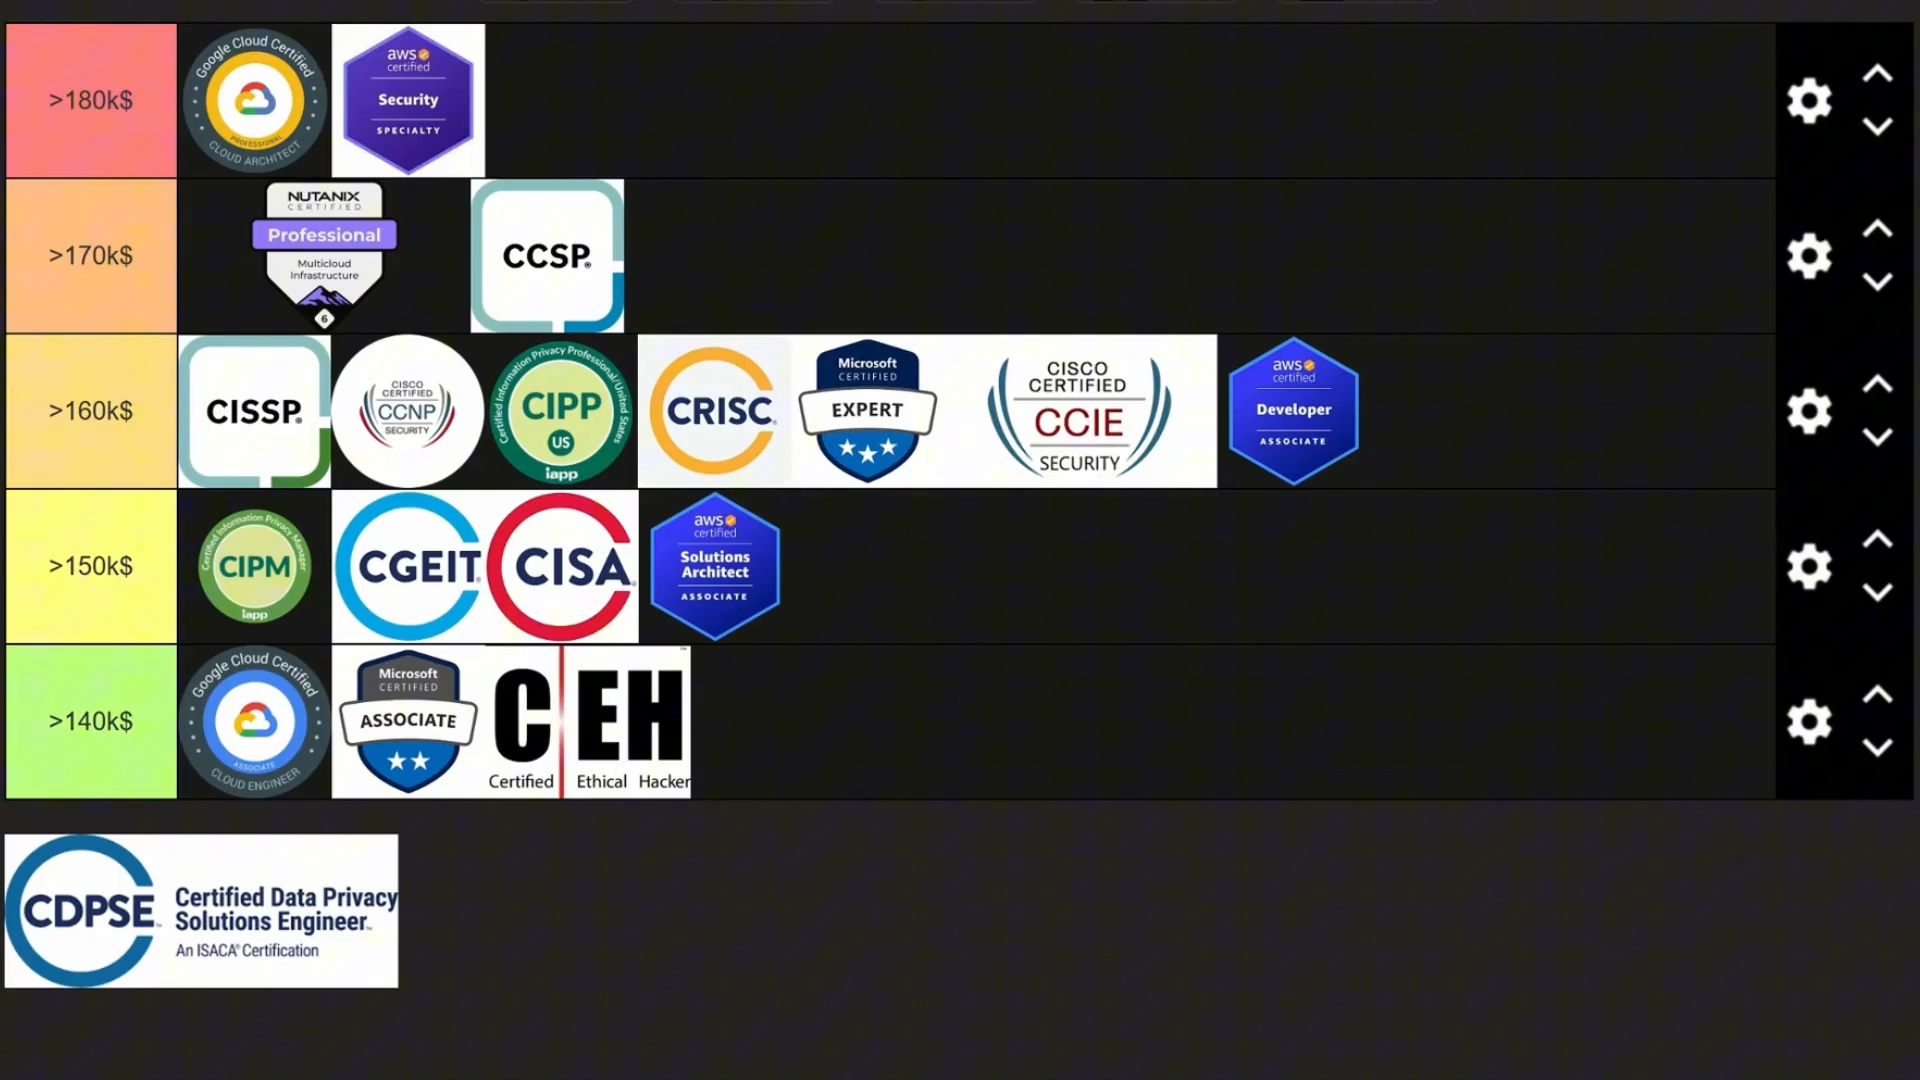 >180k$
Google Cloud Certified
PROFESSIONAL
CLOUD ARCHITECT
aws
certified
Security
SPECIALTY
>170k$
NUTANIX
CERTIFIED
Professional
Multicloud
Infrastructure
6
CCSP®
>160k$
CISSP®
CISCO
CERTIFIED
CCNP
SECURITY
Certified Information Privacy Professional/United States
CIPP
US
iapp
CRISC®
Microsoft
CERTIFIED
EXPERT
CISCO
CERTIFIED
CCIE
SECURITY
aws
certified
Developer
ASSOCIATE
>150k$
Certified Information Privacy Manager
CIPM
iapp
CGEIT®
CISA®
aws
certified
Solutions
Architect
ASSOCIATE
>140k$
Google Cloud Certified
ASSOCIATE
CLOUD ENGINEER
Microsoft
CERTIFIED
ASSOCIATE
C EH
Certified Ethical Hacker
CDPSE™
Certified Data Privacy
Solutions Engineer™
An ISACA® Certification